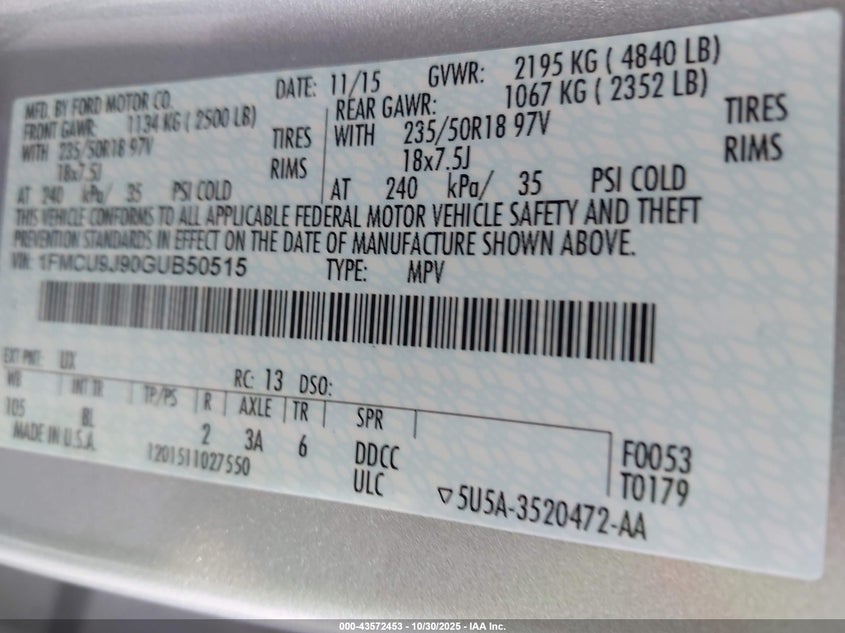 MFD. BY FORD MOTOR CO.
DATE: 11/15 GVWR: 2195 KG ( 4840 LB)
FRONT GAWR: 1134 KG ( 2500 LB)
REAR GAWR: 1067 KG ( 2352 LB)
WITH 235/50R18 97V TIRES
WITH 235/50R18 97V TIRES
18x7.5J RIMS
18x7.5J RIMS
AT 240 kPa/ 35 PSI COLD
AT 240 kPa/ 35 PSI COLD
THIS VEHICLE CONFORMS TO ALL APPLICABLE FEDERAL MOTOR VEHICLE SAFETY AND THEFT
PREVENTION STANDARDS IN EFFECT ON THE DATE OF MANUFACTURE SHOWN ABOVE.
VIN: 1FMCU9J90GUB50515 TYPE: MPV
EXT PNT: UX RC: 13 DSO:
WB INT TR TP/PS R AXLE TR SPR
105 BL 2 3A 6 DDCC F0053
MADE IN U.S.A. 1201511027550 ULC T0179
▽5U5A-3520472-AA
000-43572453 - 10/30/2025 - IAA Inc.